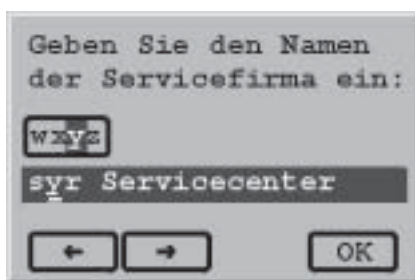 Geben Sie den Namen
der Servicefirma ein:
wxyz
syr Servicecenter
← → OK